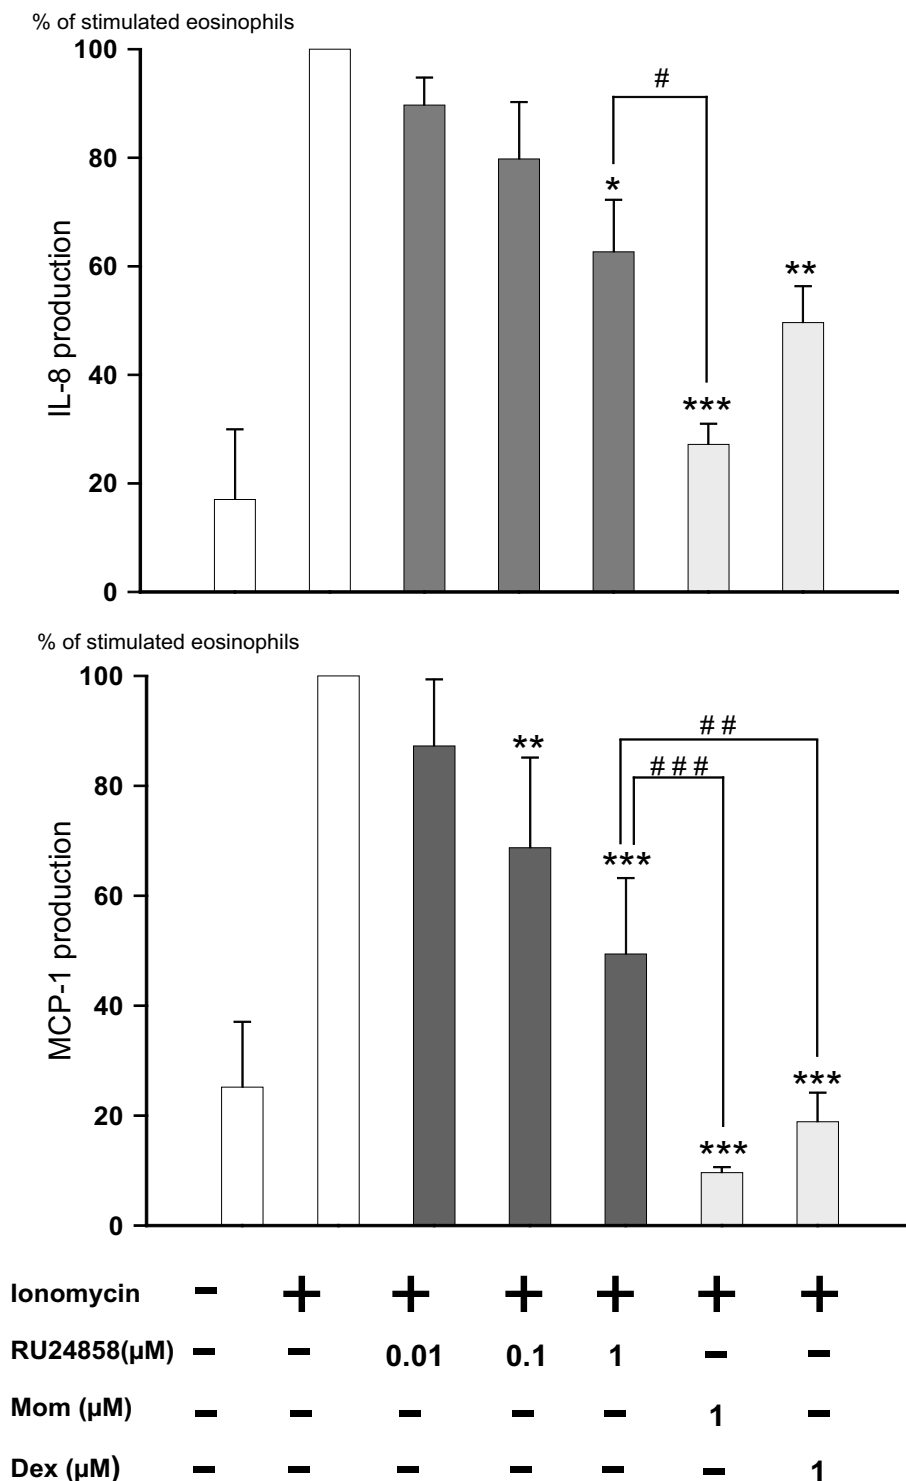 % of stimulated eosinophils
100
#
80
*
60
**
IL-8 production
40
***
20
0
% of stimulated eosinophils
100
##
**
###
80
***
60
MCP-1 production
40
***
20
***
0
Ionomycin - + + + + + +
RU24858(µM) - - 0.01 0.1 1 - -
Mom (µM) - - - - - 1 -
Dex (µM) - - - - - - 1